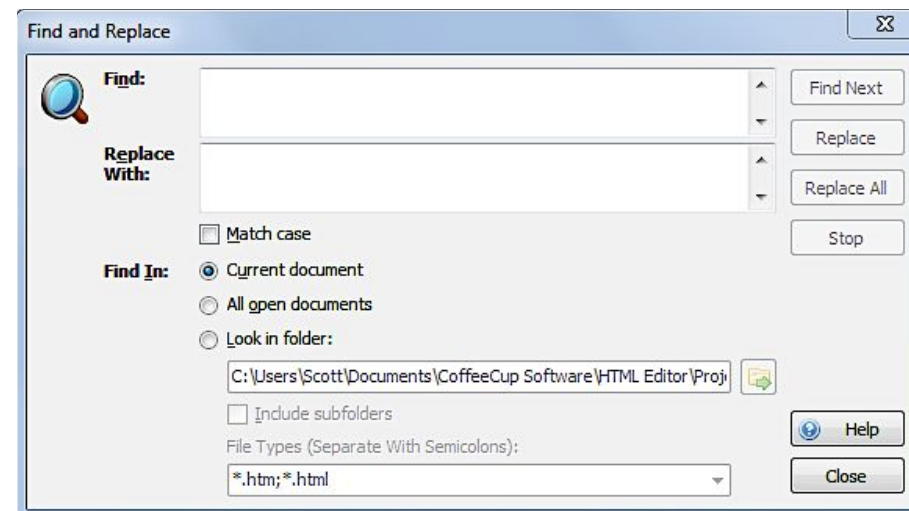 Find and Replace
Find:
Find Next
Replace
Replace
With:
Replace All
Stop
Match case
Find In:
Current document
All open documents
Look in folder:
C:\Users\Scott\Documents\CoffeeCup Software\HTML Editor\Proj
Include subfolders
File Types (Separate With Semicolons):
*.htm;*.html
Help
Close